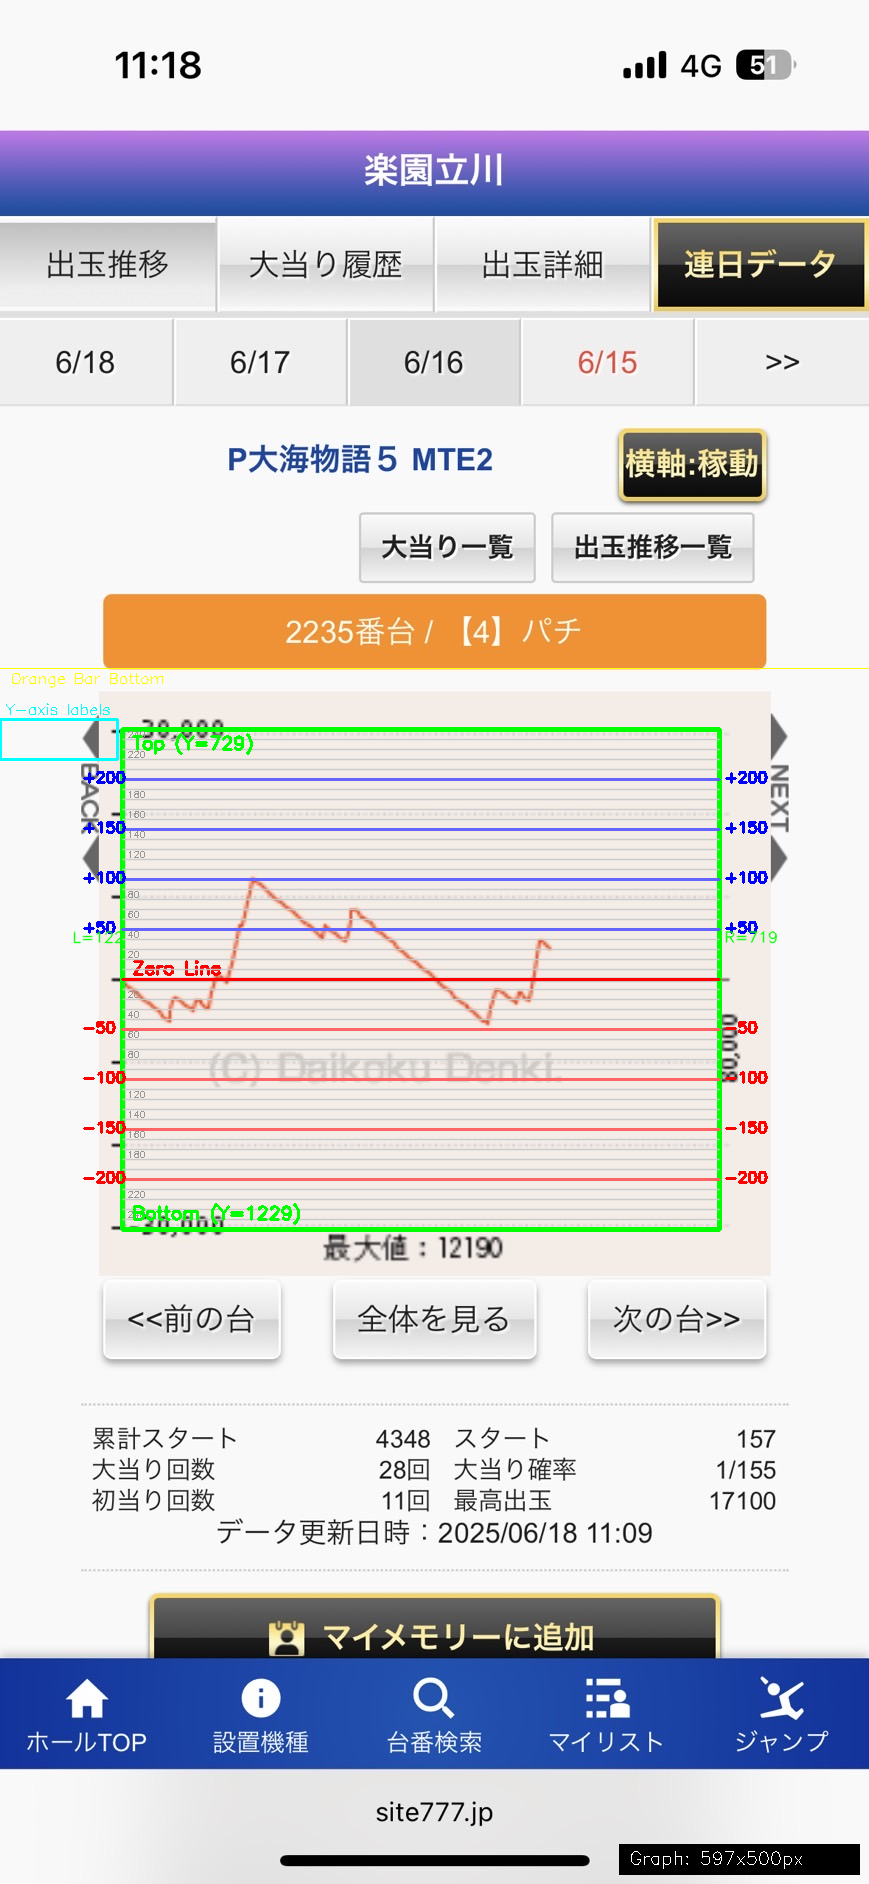 11:18
4G 51
楽園立川
出玉推移 大当り履歴 出玉詳細 連日データ
6/18 6/17 6/16 6/15 >>
P大海物語5 MTE2
横軸:稼動
大当り一覧 出玉推移一覧
2235番台 / 【4】パチ
Orange Bar Bottom
Y-axis labels
30,000
Top (Y=729)
220
BACK
NEXT
+200 +200
180
160
+150 +150
140
120
+100 +100
80
60
+50 +50
40
L=122 R=719
20
Zero Line
20
40
-50 -50
60
80
30,000
(C) Daikoku Denki.
-100 -100
120
140
-150 -150
160
180
-200 -200
220
Bottom (Y=1229)
-30,000
最大値：12190
<<前の台 全体を見る 次の台>>
累計スタート 4348 スタート 157
大当り回数 28回 大当り確率 1/155
初当り回数 11回 最高出玉 17100
データ更新日時：2025/06/18 11:09
マイメモリーに追加
ホールTOP 設置機種 台番検索 マイリスト ジャンプ
site777.jp
Graph: 597x500px